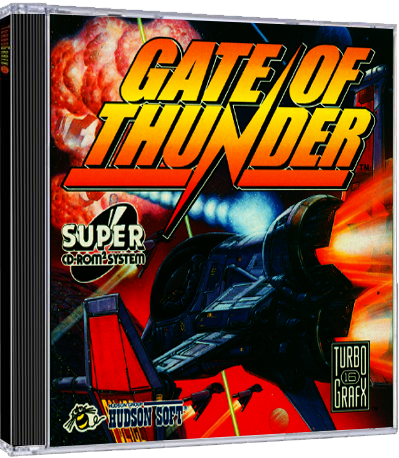 GATE OF
THUNDER
SUPER
CD-ROM² SYSTEM
HUDSON SOFT
TURBO
16
GRAFX